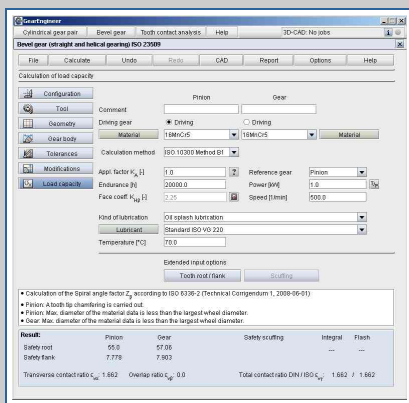 GearEngineer
Cylindrical gear pair Bevel gear Tooth contact analysis Help 3D-CAD: No jobs
Bevel gear (straight and helical gearing) ISO 23509
File Calculate Undo Redo CAD Report Options Help
Calculation of load capacity
Configuration
Tool
Geometry
Gear body
Tolerances
Modifications
Load capacity
Pinion Gear
Comment
Driving gear Driving Driving
Material 16MnCr5 16MnCr5 Material
Calculation method ISO 10300 Method B1
Appl. factor KA [-] 1.0 ? Reference gear Pinion
Endurance [h] 20000.0 Power [kW] 1.0
Face coeff. KHβ [-] 2.25 Speed [1/min] 500.0
Kind of lubrication Oil splash lubrication
Lubricant Standard ISO VG 220
Temperature [°C] 70.0
Extended input options:
Tooth root / flank Scuffing
• Calculation of the Spiral angle factor Zβ according to ISO 6336-2 (Technical Corrigendum 1, 2008-06-01)
• Pinion: A tooth tip chamfering is carried out.
• Pinion: Max. diameter of the material data is less than the largest wheel diameter.
• Gear: Max. diameter of the material data is less than the largest wheel diameter.
Result: Pinion Gear Safety scuffing Integral Flash
Safety root 55.0 57.06 --- ---
Safety flank 7.778 7.903
Transverse contact ratio εvα: 1.662 Overlap ratio εvβ: 0.0 Total contact ratio DIN / ISO εvγ: 1.662 / 1.662